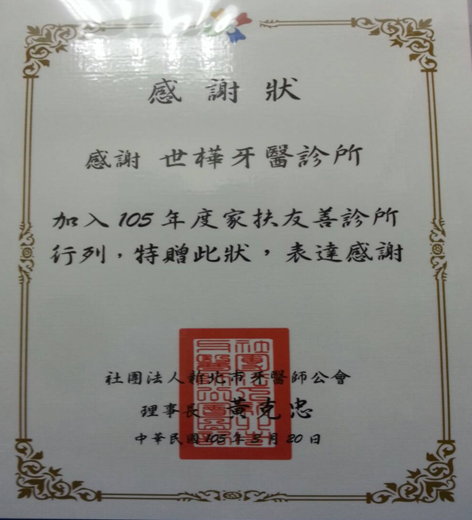 感謝狀
感謝 世樺牙醫診所
加入105年度家扶友善診所
行列，特贈此狀，表達感謝
社團法人新北市牙醫師公會
理事長 黃克忠
中華民國105年5月20日